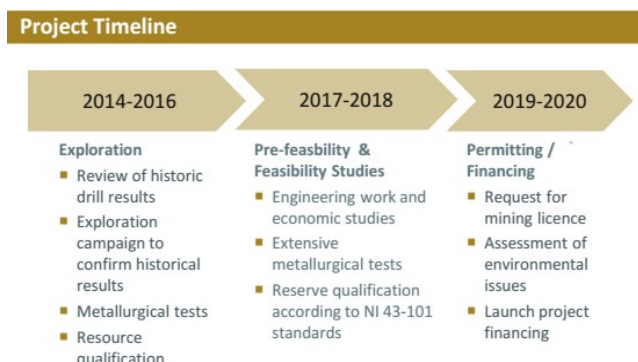 Project Timeline
2014-2016
2017-2018
2019-2020
Exploration
■ Review of historic
drill results
■ Exploration
campaign to
confirm historical
results
■ Metallurgical tests
■ Resource
qualification
Pre-feasbility &
Feasibility Studies
■ Engineering work and
economic studies
■ Extensive
metallurgical tests
■ Reserve qualification
according to NI 43-101
standards
Permitting /
Financing
■ Request for
mining licence
■ Assessment of
environmental
issues
■ Launch project
financing